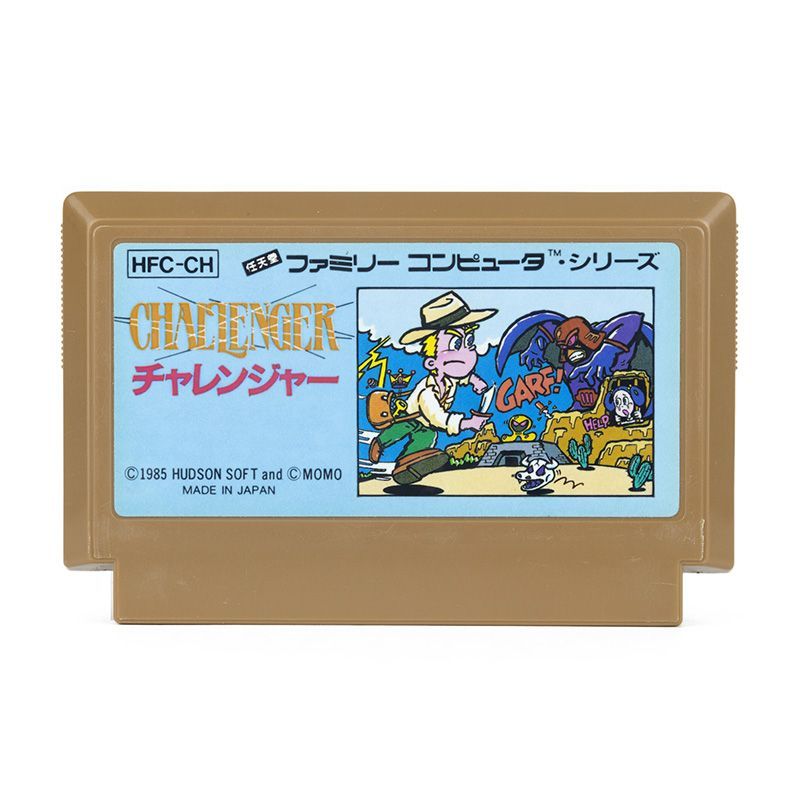 HFC-CH
任天堂 ファミリー コンピュータ™・シリーズ
CHALLENGER
チャレンジャー
GARF!
HELP
©1985 HUDSON SOFT and ©MOMO
MADE IN JAPAN